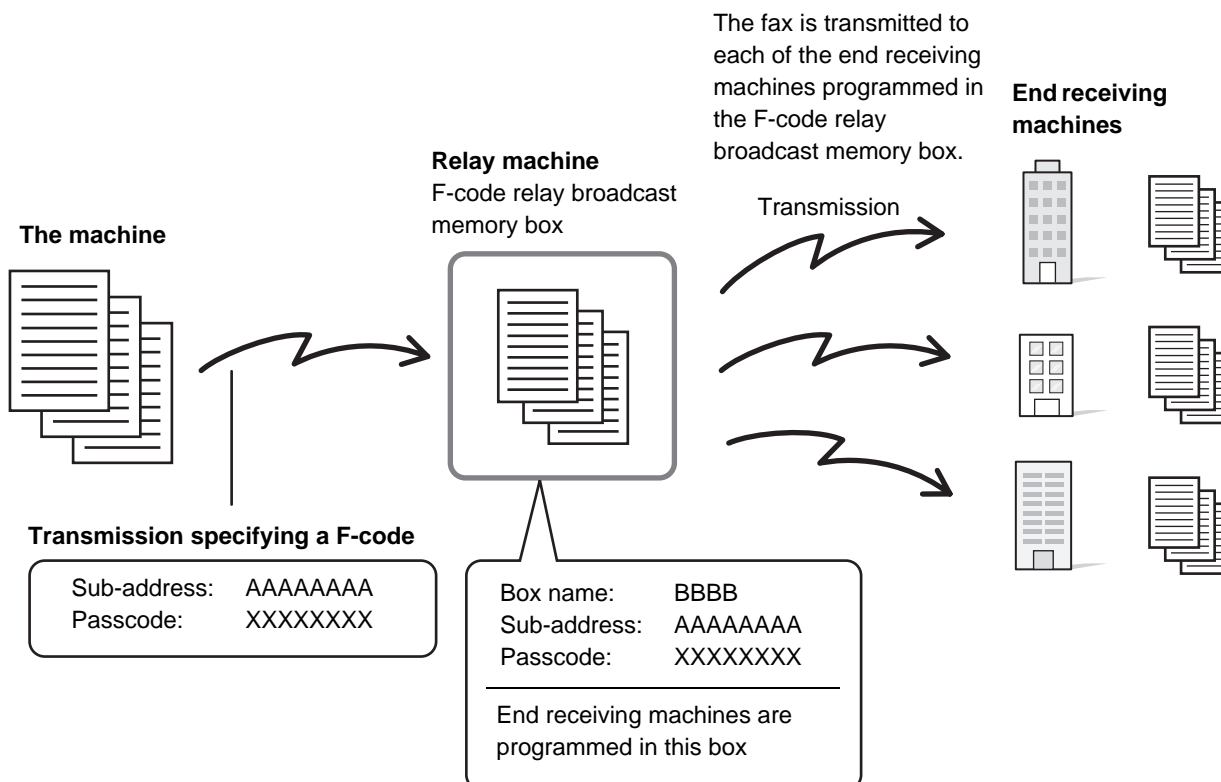 The fax is transmitted to
each of the end receiving
machines programmed in
the F-code relay
broadcast memory box.
End receiving
machines
Relay machine
F-code relay broadcast
memory box
Transmission
The machine
Transmission specifying a F-code
Sub-address: AAAAAAAA
Passcode: XXXXXXXX
Box name: BBBB
Sub-address: AAAAAAAA
Passcode: XXXXXXXX
End receiving machines are
programmed in this box